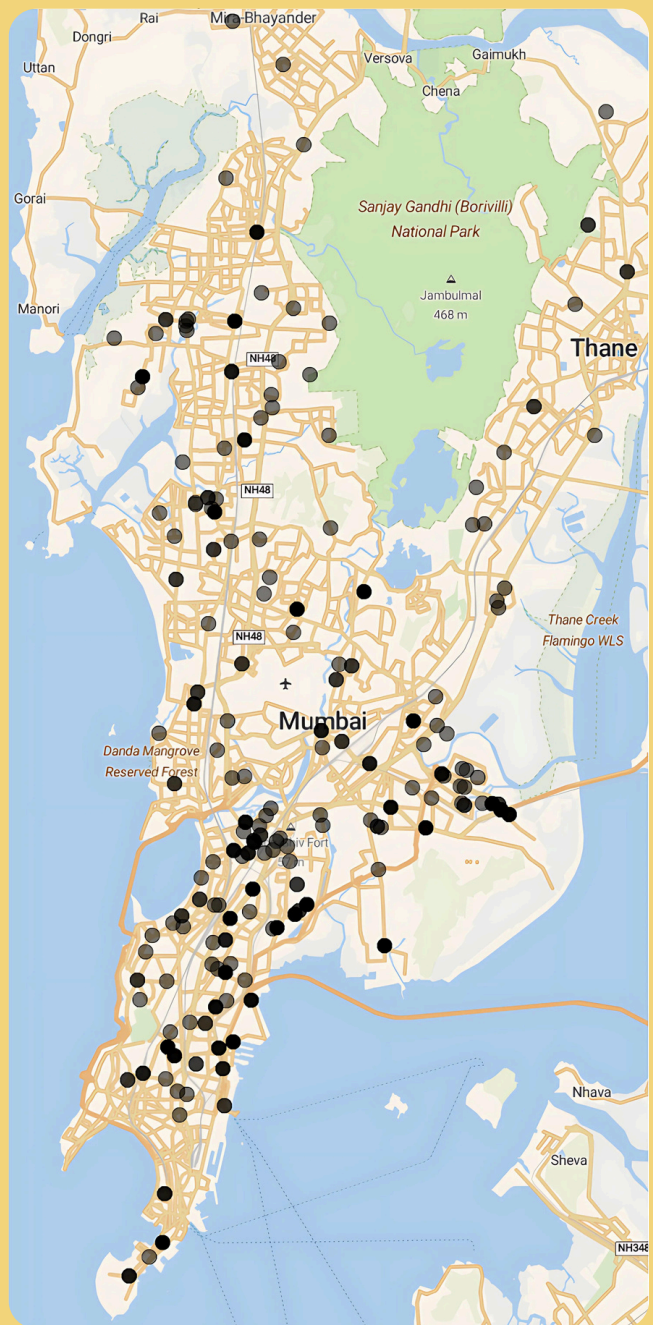 Rai
Mira-Bhayander
Dongri
Versova
Gaimukh
Uttan
Chena
Gorai
Sanjay Gandhi (Borivilli)
National Park
Jambulmal
468 m
Manori
Thane
NH48
NH48
Thane Creek
Flamingo WLS
NH48
Mumbai
Danda Mangrove
Reserved Forest
Fort
Nhava
Sheva
NH348